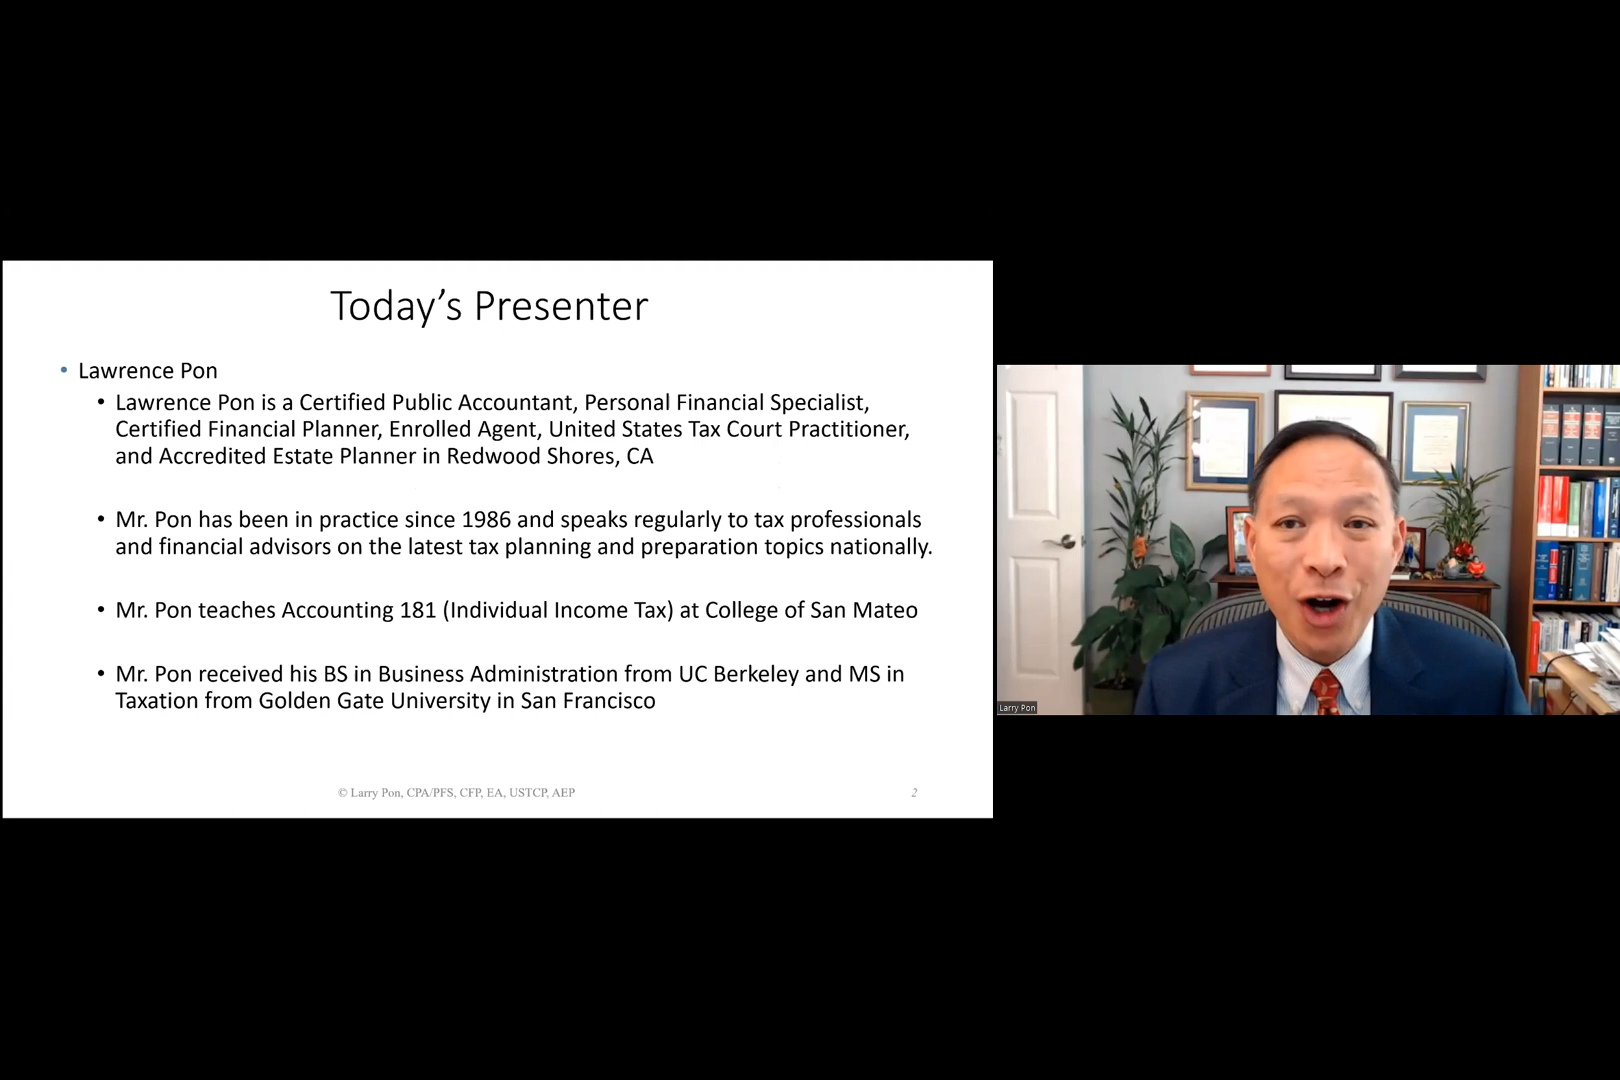 Today’s Presenter
• Lawrence Pon
• Lawrence Pon is a Certified Public Accountant, Personal Financial Specialist,
Certified Financial Planner, Enrolled Agent, United States Tax Court Practitioner,
and Accredited Estate Planner in Redwood Shores, CA
• Mr. Pon has been in practice since 1986 and speaks regularly to tax professionals
and financial advisors on the latest tax planning and preparation topics nationally.
• Mr. Pon teaches Accounting 181 (Individual Income Tax) at College of San Mateo
• Mr. Pon received his BS in Business Administration from UC Berkeley and MS in
Taxation from Golden Gate University in San Francisco
© Larry Pon, CPA/PFS, CFP, EA, USTCP, AEP
2
Larry Pon